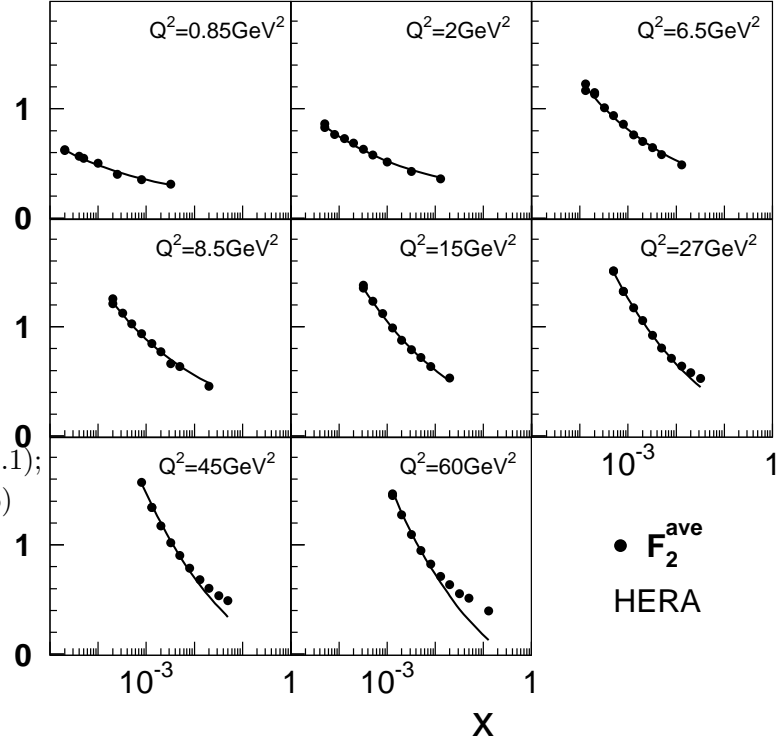 Q²=0.85GeV²
Q²=2GeV²
Q²=6.5GeV²
1
0
Q²=8.5GeV²
Q²=15GeV²
Q²=27GeV²
1
0
.1);
)
Q²=45GeV²
Q²=60GeV²
10⁻³
1
1
F₂ᵃᵛᵉ
HERA
0
10⁻³
1
10⁻³
1
x